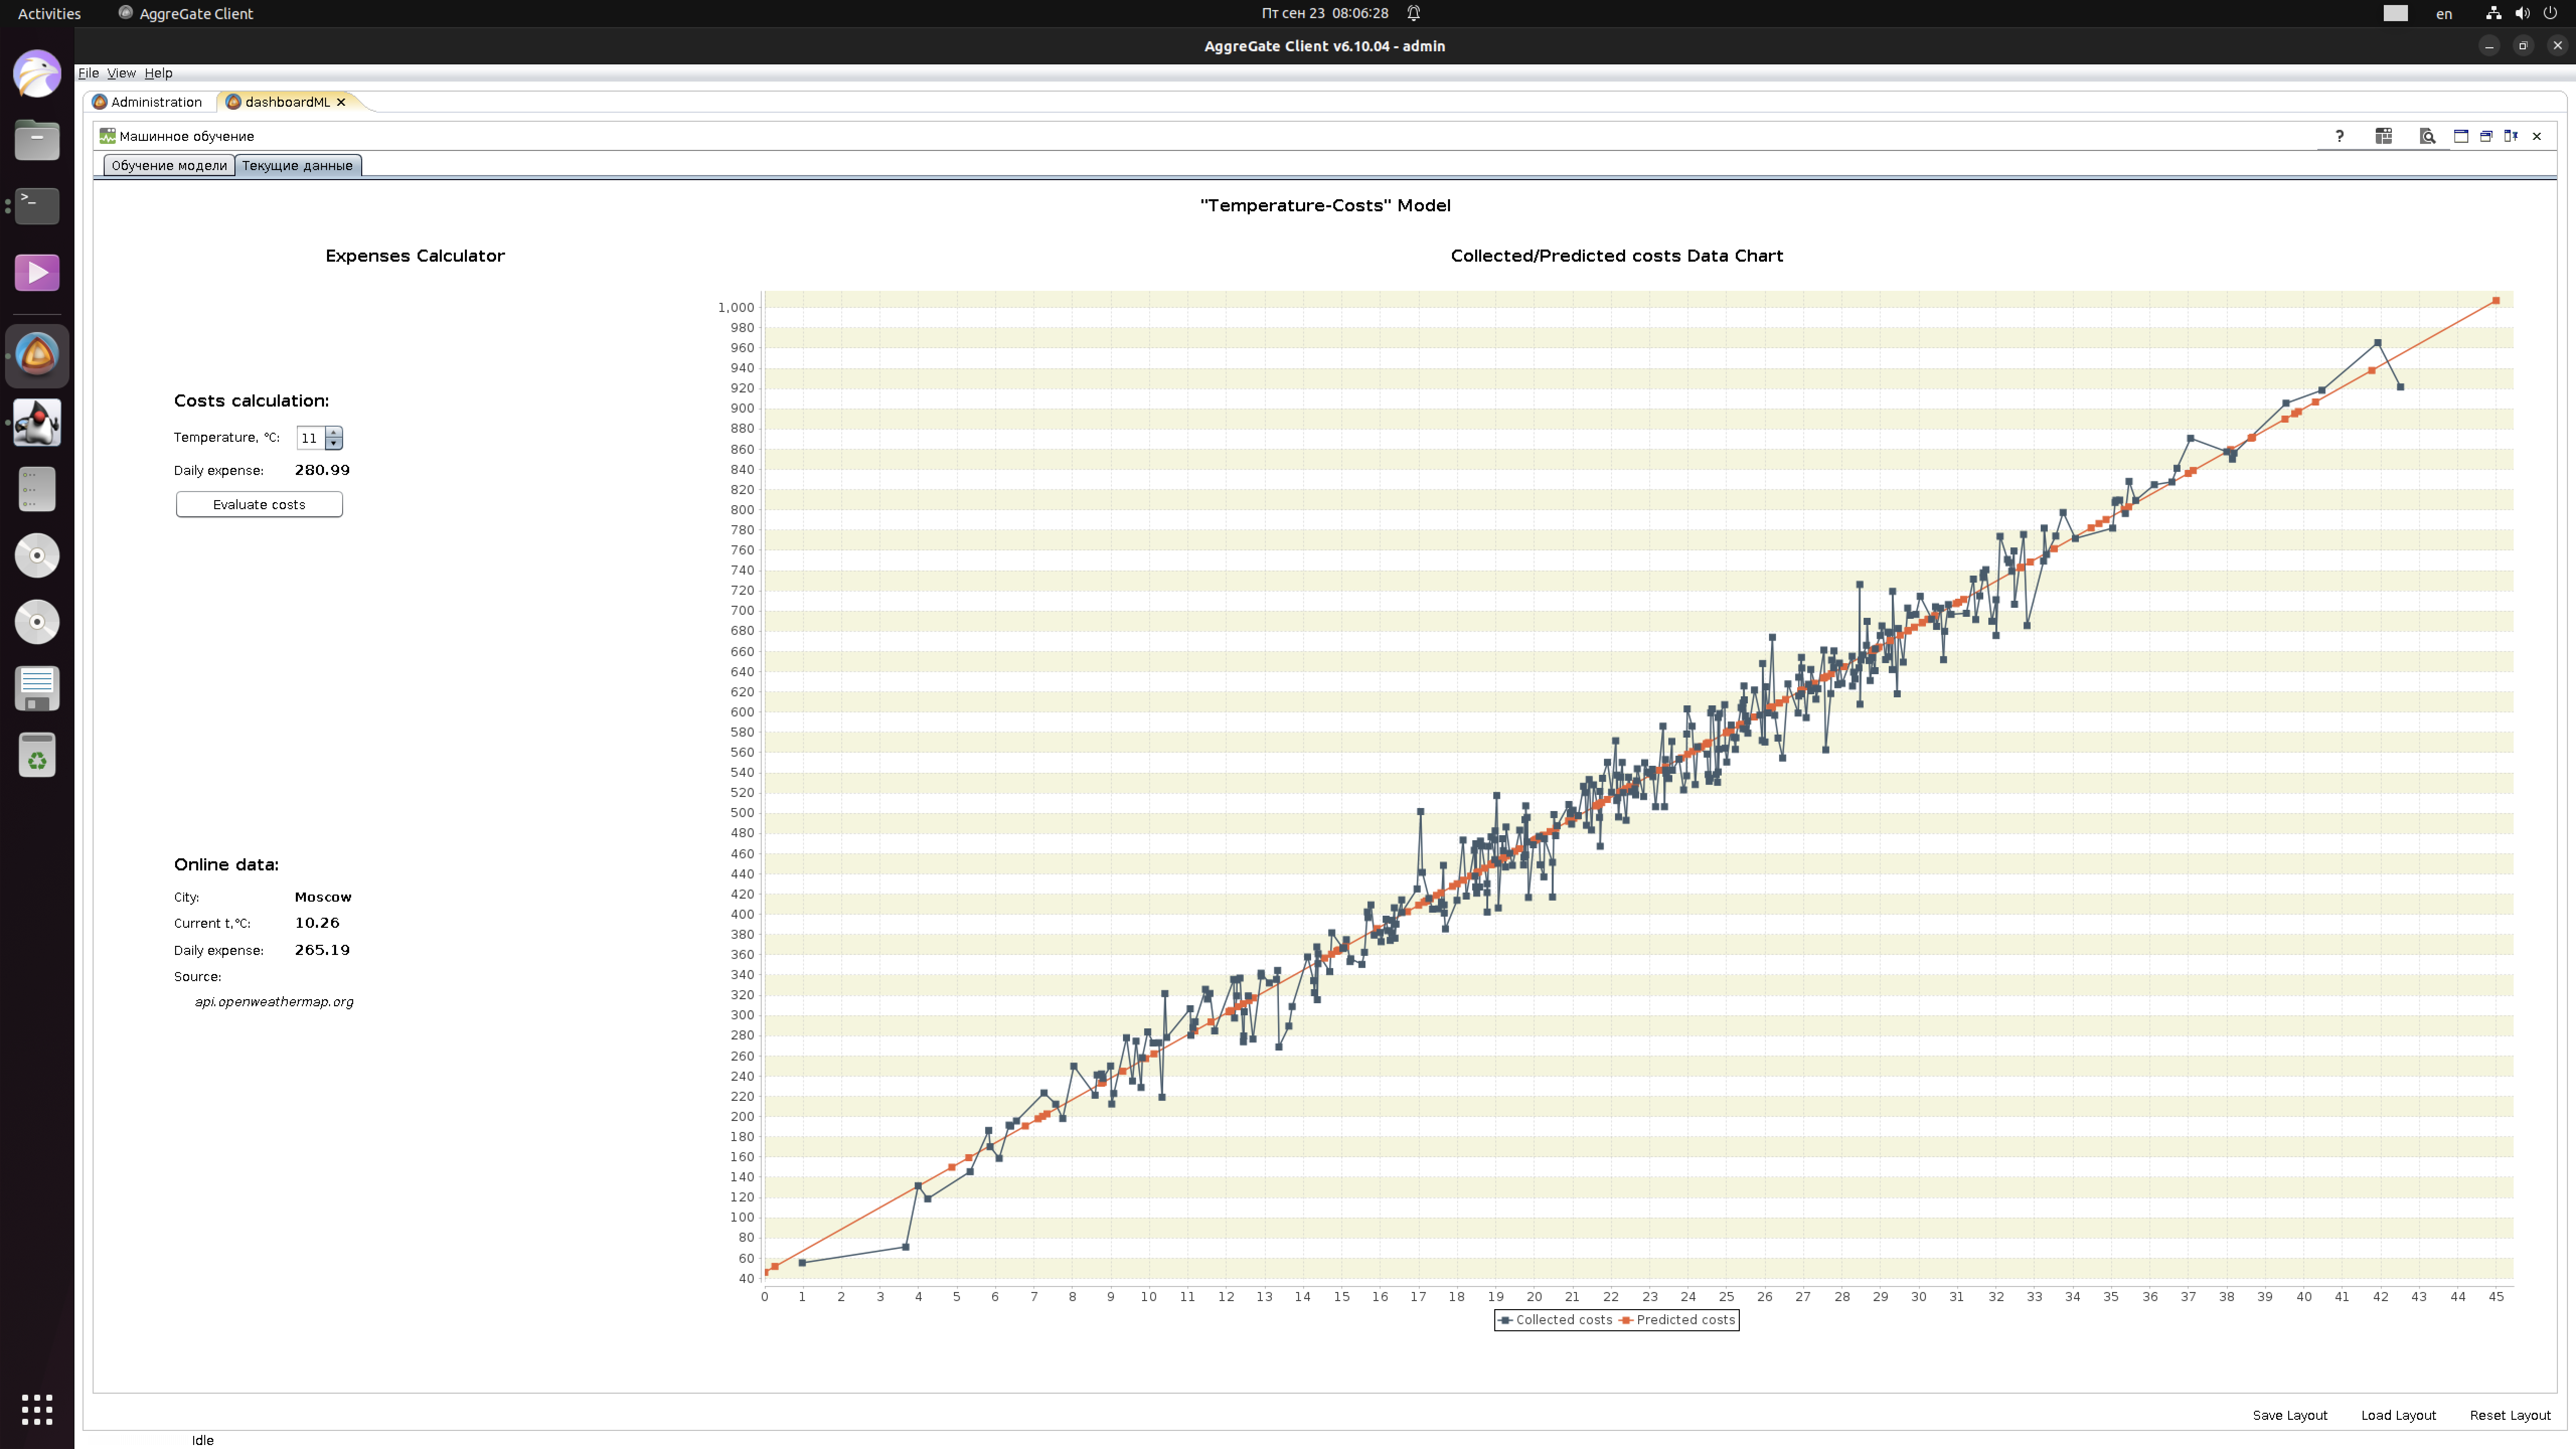 Activities AggreGate Client Пт сен 23 08:06:28 en
AggreGate Client v6.10.04 - admin
File View Help
Administration dashboardML
Машинное обучение ?
Обучение модели Текущие данные
"Temperature-Costs" Model
Expenses Calculator
Costs calculation:
Temperature, °C: 11
Daily expense: 280.99
Evaluate costs
Online data:
City: Moscow
Current t,°C: 10.26
Daily expense: 265.19
Source:
api.openweathermap.org
Collected/Predicted costs Data Chart
1,000
980
960
940
920
900
880
860
840
820
800
780
760
740
720
700
680
660
640
620
600
580
560
540
520
500
480
460
440
420
400
380
360
340
320
300
280
260
240
220
200
180
160
140
120
100
80
60
40
0 1 2 3 4 5 6 7 8 9 10 11 12 13 14 15 16 17 18 19 20 21 22 23 24 25 26 27 28 29 30 31 32 33 34 35 36 37 38 39 40 41 42 43 44 45
Collected costs Predicted costs
Save Layout Load Layout Reset Layout
Idle